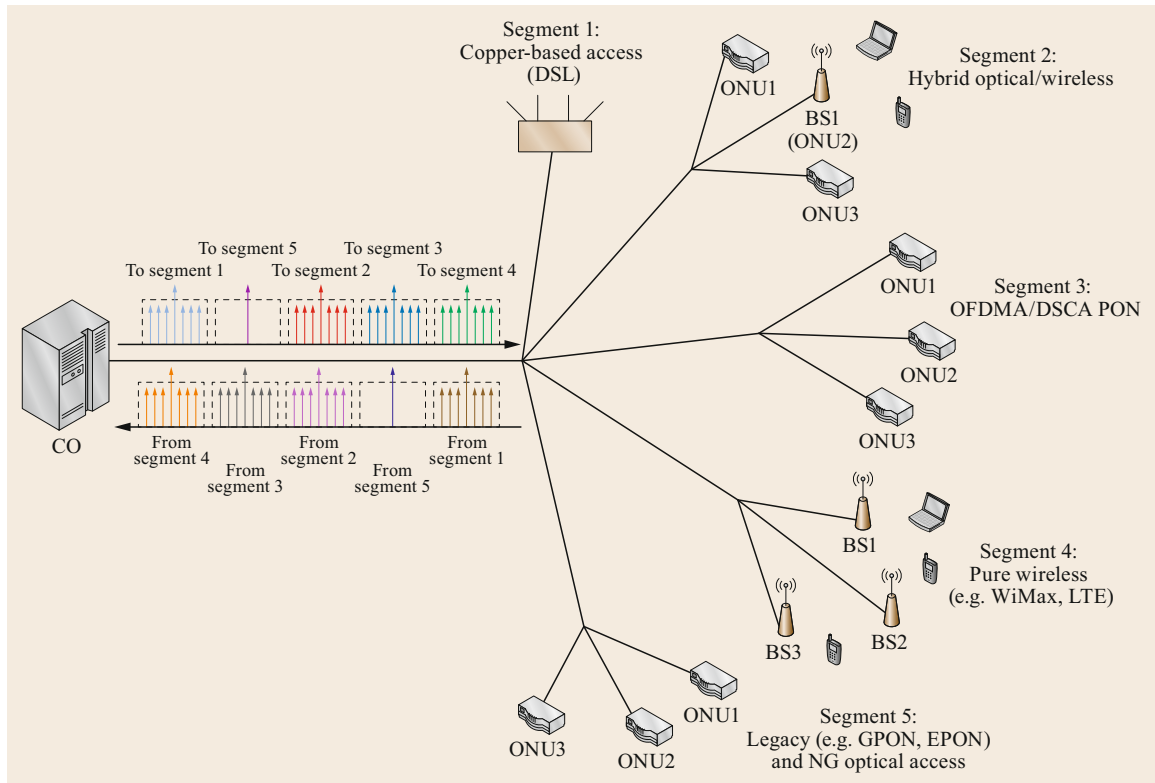 Segment 1:
Copper-based access
(DSL)
ONU1
BS1
(ONU2)
ONU3
Segment 2:
Hybrid optical/wireless
To segment 5
To segment 3
To segment 1
To segment 2
To segment 4
CO
From
segment 4
From
segment 3
From
segment 2
From
segment 5
From
segment 1
ONU1
ONU2
ONU3
Segment 3:
OFDMA/DSCA PON
BS1
BS2
BS3
Segment 4:
Pure wireless
(e.g. WiMax, LTE)
ONU1
ONU2
ONU3
Segment 5:
Legacy (e.g. GPON, EPON)
and NG optical access